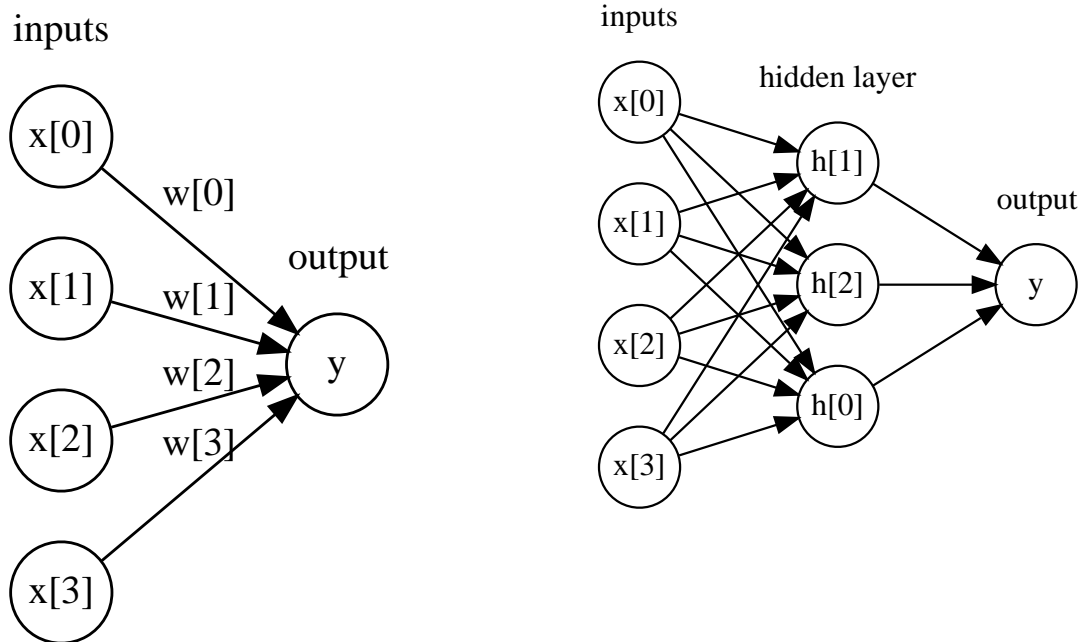 inputs
x[0]
w[0]
x[1]
w[1]
output
y
w[2]
x[2]
w[3]
x[3]
inputs
hidden layer
x[0]
h[1]
x[1]
output
h[2]
y
x[2]
h[0]
x[3]